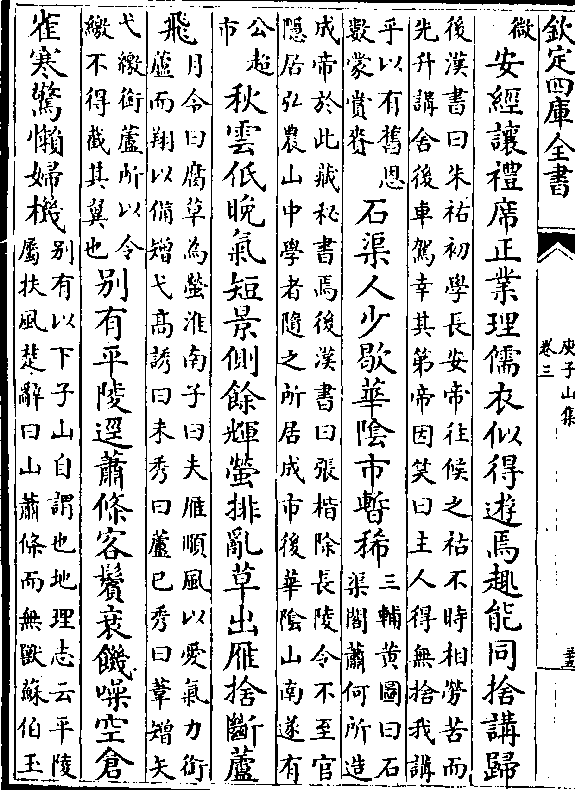 欽定四庫全書
庾子山集
卷三
微
安經讓禮席正業理儒衣似得遊焉趣能同捨講歸
後漢書曰朱祐初學長安帝往候之祜不時相勞苦而
先升講舍後車駕幸其第帝因笑曰主人得無捨我講
乎以有舊恩
數蒙賞賚
石渠人少歇華陰市暫稀
三輔黄圖曰石
渠閣蕭何所造
成帝於此藏秘書焉後漢書曰張楷除長陵令不至官
隱居弘農山中學者隨之所居成市後華陰山南遂有
公超
市
秋雲低晚氣短景側餘輝螢排亂草出雁捨斷蘆
飛
月令曰腐草為螢淮南子曰夫雁順風以愛氣力銜
蘆而翔以備矰弋高誘曰未秀曰蘆已秀曰葦矰矢
弋繳銜蘆所以令
繳不得截其翼也
别有平陵逕蕭條客鬢衰饑噪空倉
雀寒驚懶婦機
别有以下子山自謂也地理志云平陵
屬扶風楚辭曰山蕭條而無獸蘇伯玉